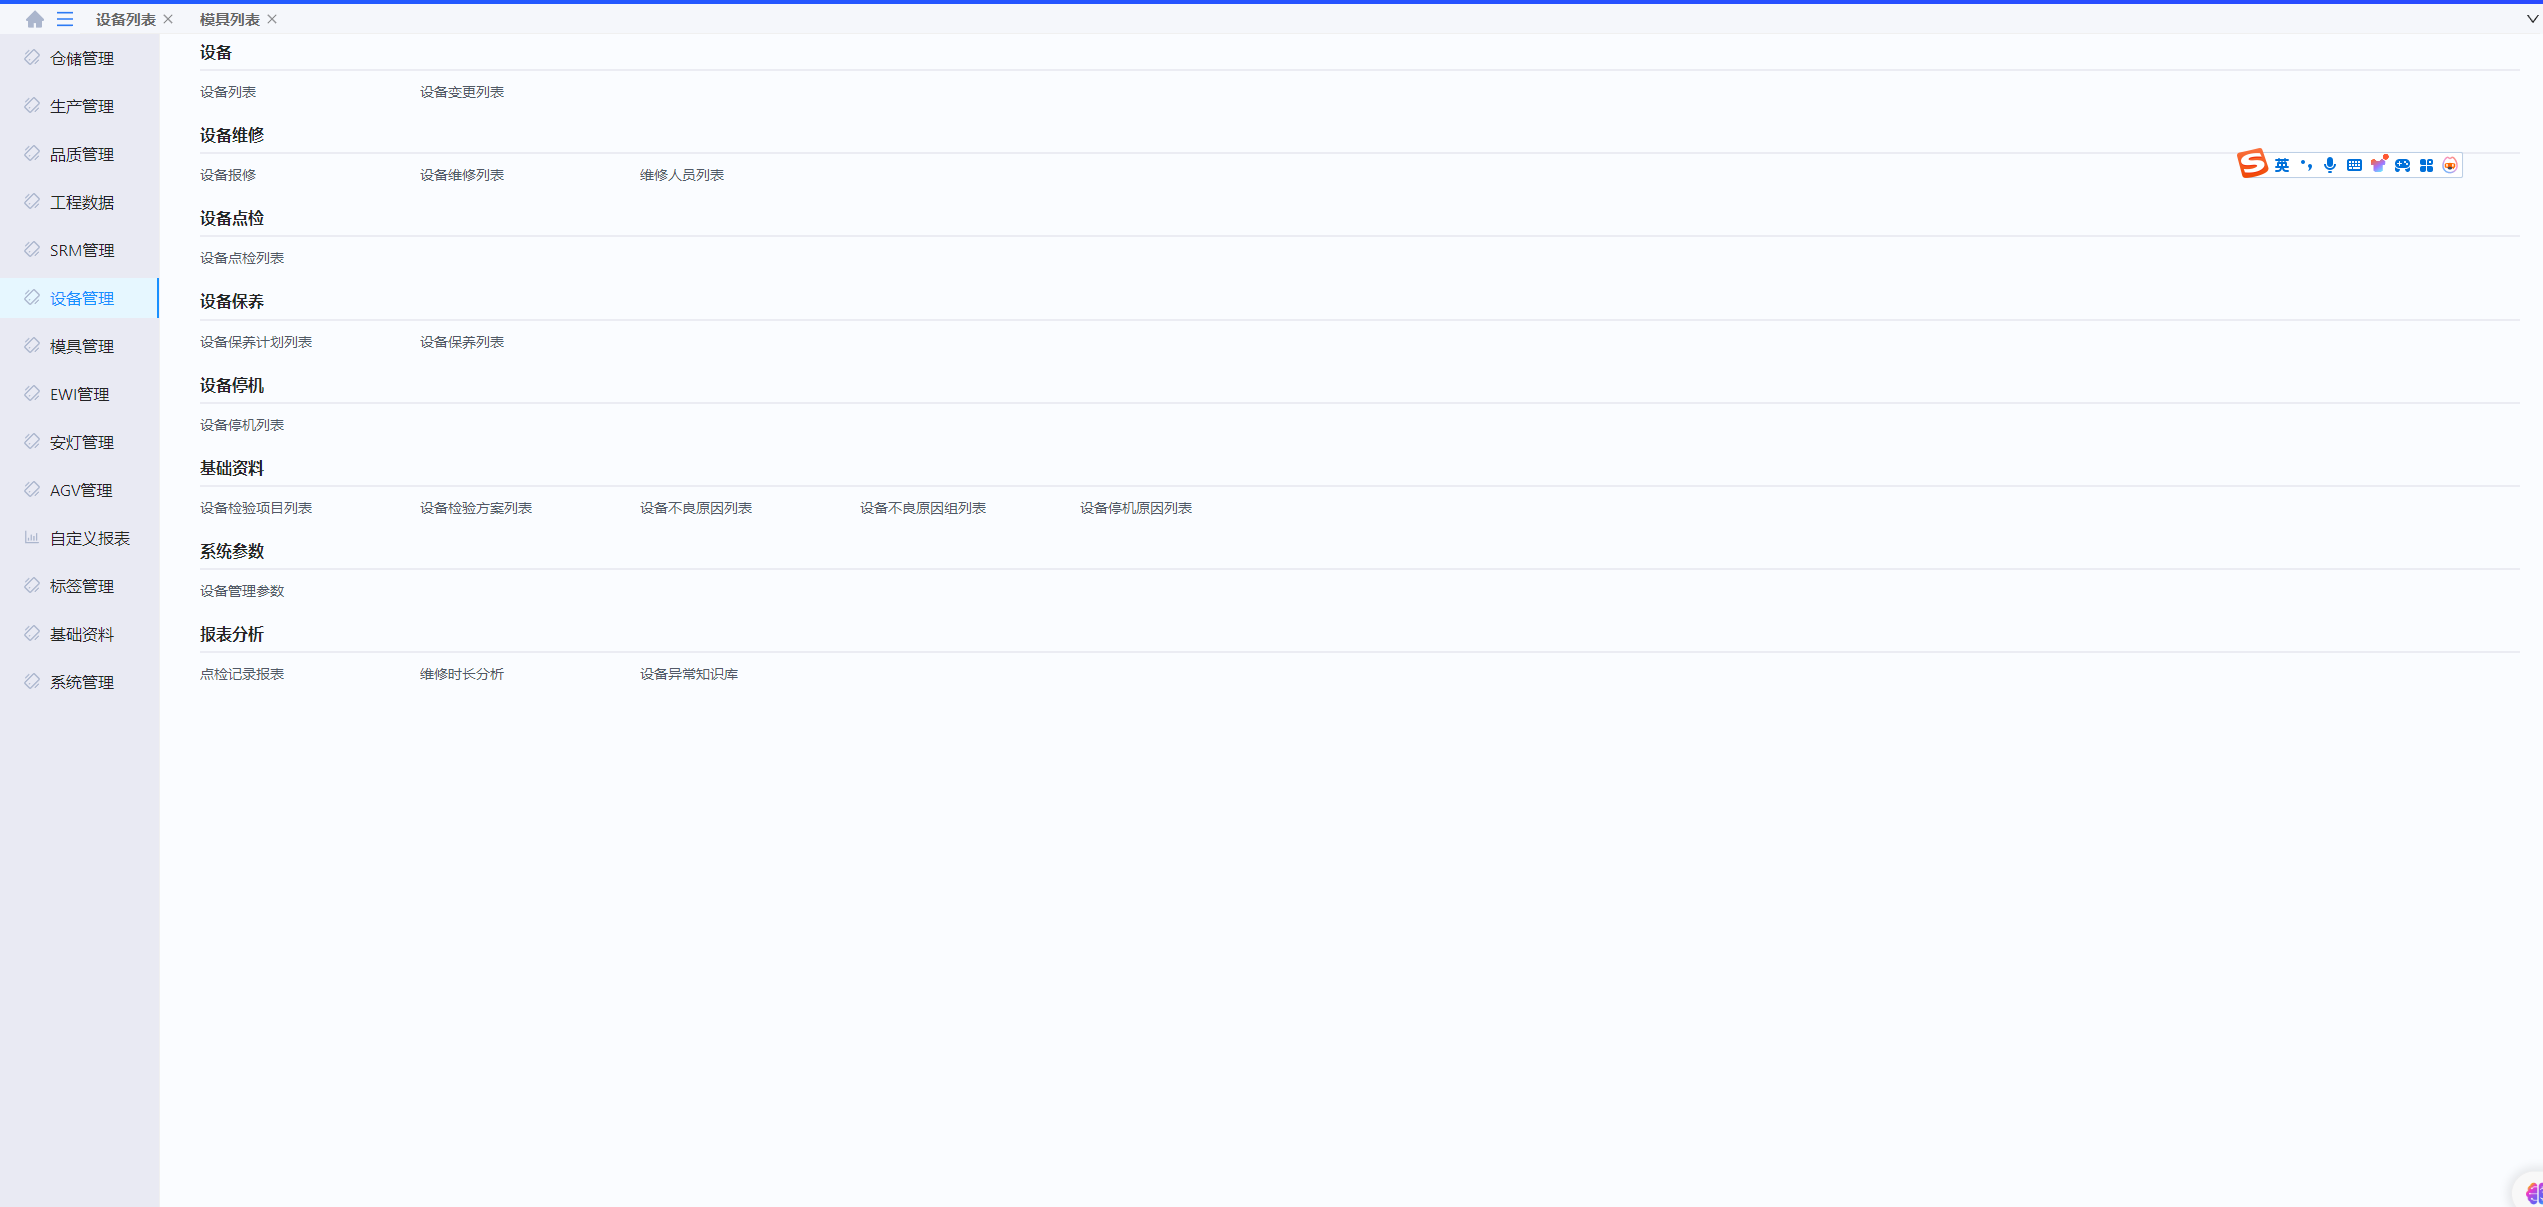 设备列表 模具列表
仓储管理
生产管理
品质管理
工程数据
SRM管理
设备管理
模具管理
EWI管理
安灯管理
AGV管理
自定义报表
标签管理
基础资料
系统管理
设备
设备列表 设备变更列表
设备维修
设备报修 设备维修列表 维修人员列表
设备点检
设备点检列表
设备保养
设备保养计划列表 设备保养列表
设备停机
设备停机列表
基础资料
设备检验项目列表 设备检验方案列表 设备不良原因列表 设备不良原因组列表 设备停机原因列表
系统参数
设备管理参数
报表分析
点检记录报表 维修时长分析 设备异常知识库
S 英